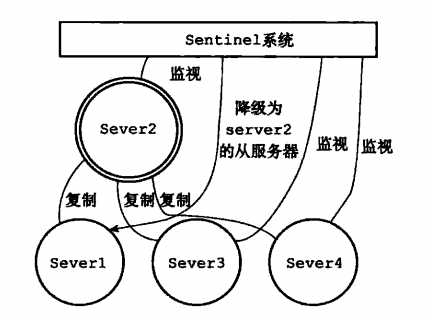 Sentinel系统
监视
Sever2
降级为
server2
的从服务器
监视
监视
复制
复制
复制
Sever1
Sever3
Sever4